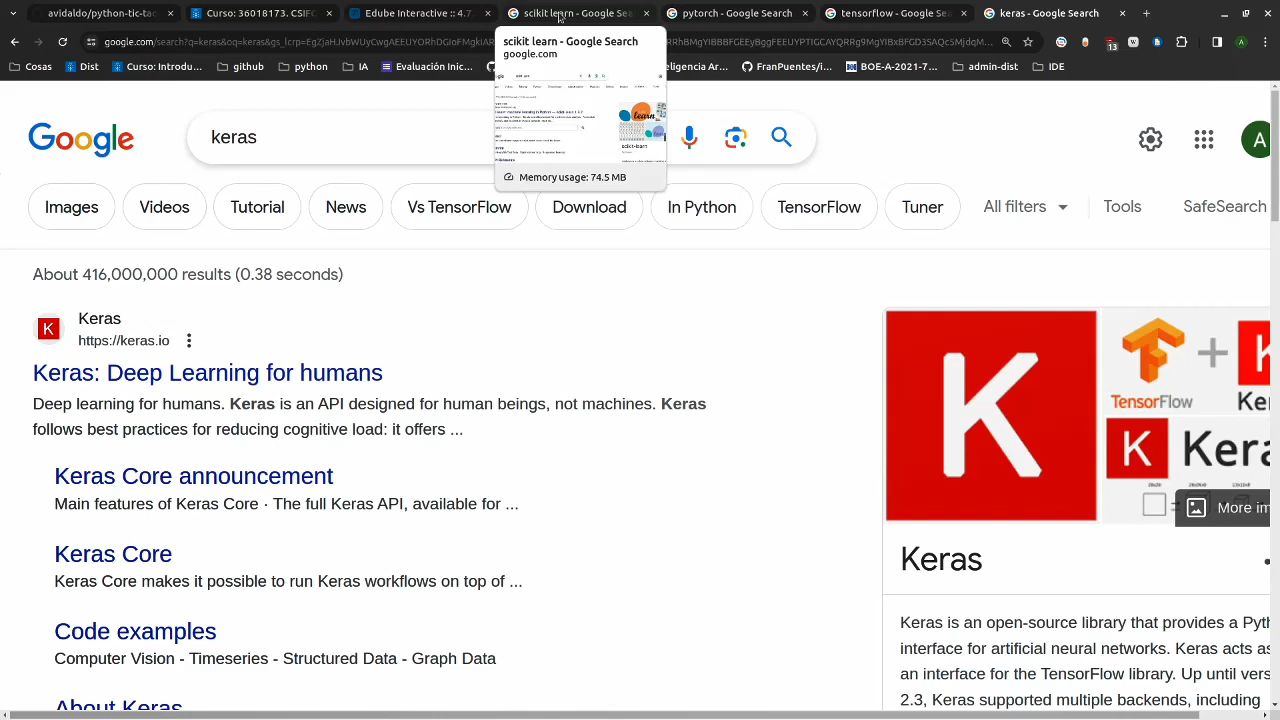 avidaldo/python-tic-tac
Curso: 36018173. CSIFC
Edube Interactive :: 4.7.
scikit learn - Google Sea
pytorch - Google Search
tensorflow - Google Sea
keras - Google Search
scikit learn - Google Search
google.com
Cosas
Dist
Curso: Fundamentos
github
python
IA
Evaluación Inic...
FranPuentes/i...
BOE-A-2021-7...
admin-dist
IDE
Memory usage: 74.5 MB
Google
keras
Images
Videos
Tutorial
News
Vs TensorFlow
Download
In Python
TensorFlow
Tuner
All filters
Tools
SafeSearch
About 416,000,000 results (0.38 seconds)
Keras
https://keras.io
Keras: Deep Learning for humans
Deep learning for humans. Keras is an API designed for human beings, not machines. Keras
follows best practices for reducing cognitive load: it offers ...
Keras Core announcement
Main features of Keras Core · The full Keras API, available for ...
Keras Core
Keras Core makes it possible to run Keras workflows on top of ...
Code examples
Computer Vision - Timeseries - Structured Data - Graph Data
About Keras
K
TensorFlow
K Keras
More im
Keras
Keras is an open-source library that provides a Pyth
interface for artificial neural networks. Keras acts as
an interface for the TensorFlow library. Up until vers
2.3, Keras supported multiple backends, including